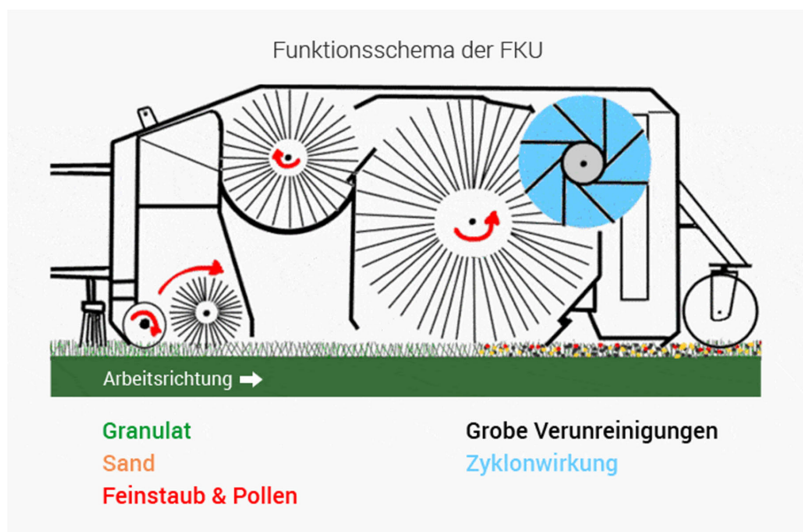 Funktionsschema der FKU
Arbeitsrichtung
Granulat
Sand
Feinstaub & Pollen
Grobe Verunreinigungen
Zyklonwirkung